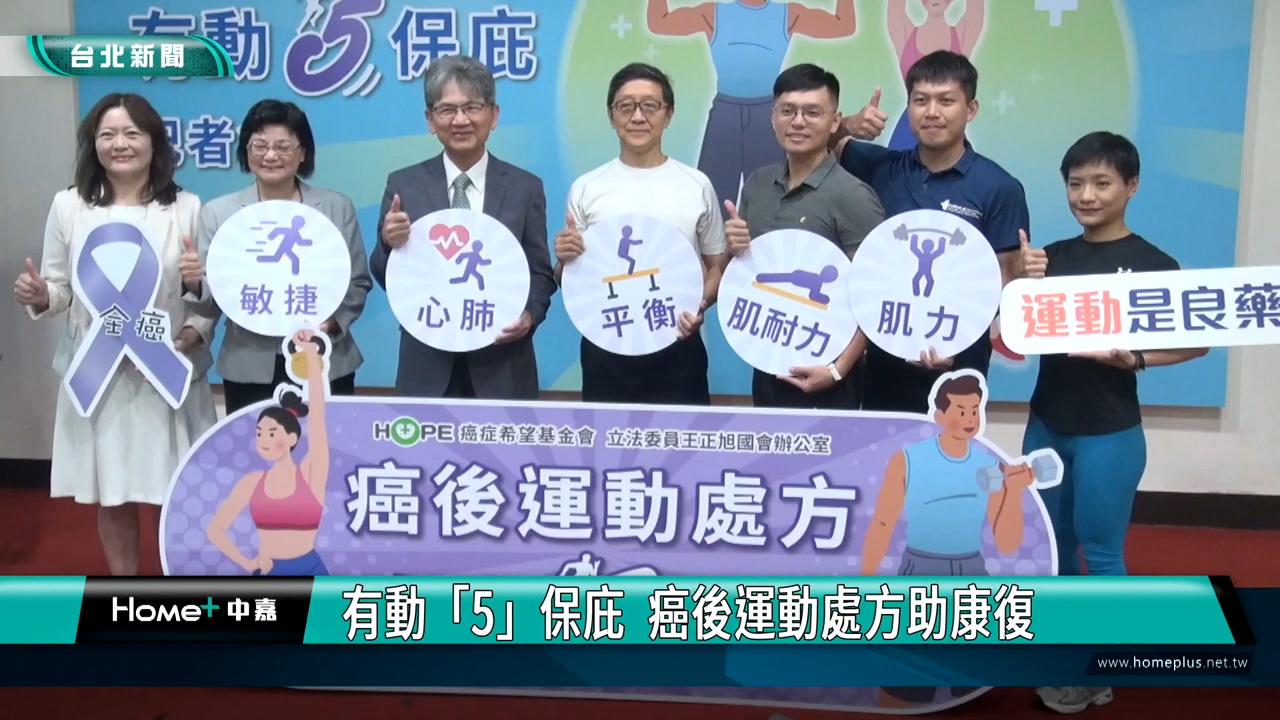 台北新聞
有動5保庇
記者
全癌
敏捷
心肺
平衡
肌耐力
肌力
運動是良藥
HOPE 癌症希望基金會 立法委員王正旭國會辦公室
癌後運動處方
Home+ 中嘉
有動「5」保庇 癌後運動處方助康復
www.homeplus.net.tw